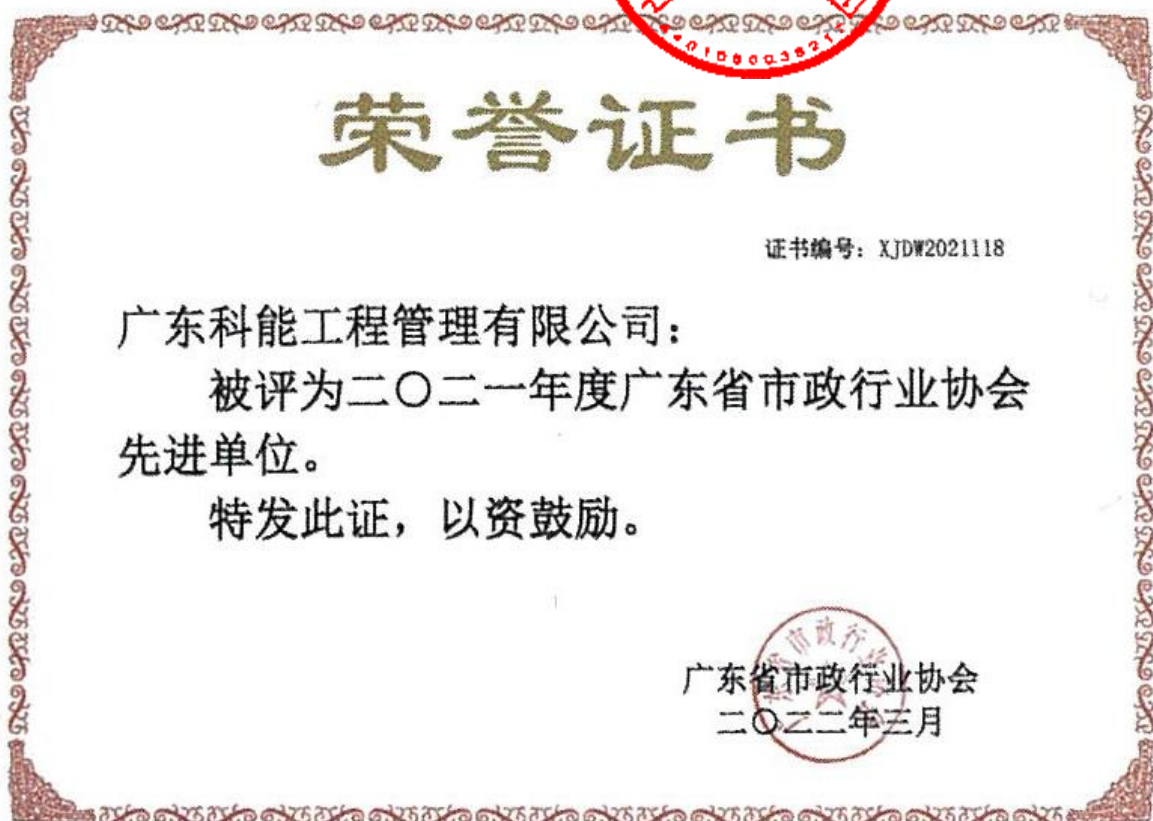 荣誉证书
证书编号：XJDW2021118
广东科能工程管理有限公司：
被评为二〇二一年度广东省市政行业协会
先进单位。
特发此证，以资鼓励。
广东省市政行业协会
二〇二二年三月